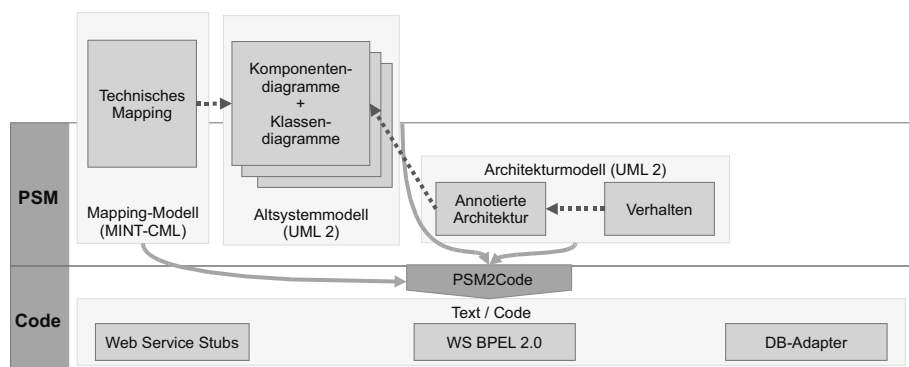 Technisches
Mapping
Komponenten-
diagramme
+
Klassen-
diagramme
PSM
Mapping-Modell
(MINT-CML)
Altsystemmodell
(UML 2)
Architekturmodell (UML 2)
Annotierte
Architektur
Verhalten
PSM2Code
Code
Text / Code
Web Service Stubs
WS BPEL 2.0
DB-Adapter